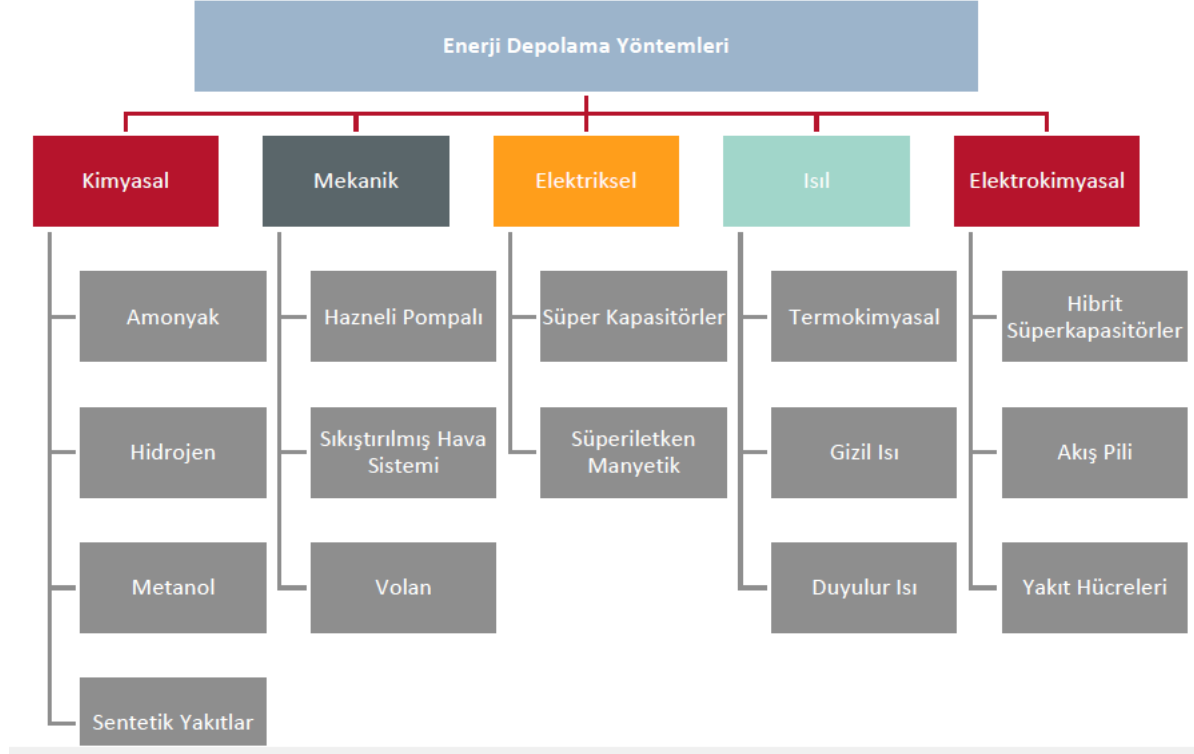 Enerji Depolama Yöntemleri
Kimyasal
Mekanik
Elektriksel
Isıl
Elektrokimyasal
Amonyak
Hidrojen
Metanol
Sentetik Yakıtlar
Hazneli Pompalı
Sıkıştırılmış Hava
Sistemi
Volan
Süper Kapasitörler
Süperiletken
Manyetik
Termokimyasal
Gizil Isı
Duyulur Isı
Hibrit
Süperkapasitörler
Akış Pili
Yakıt Hücreleri